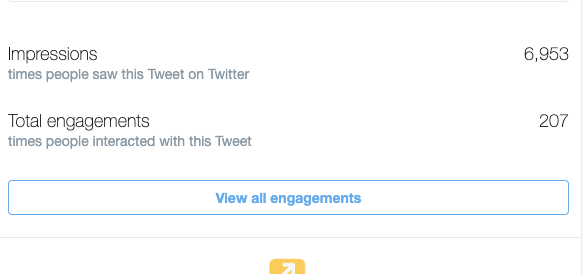 Impressions 6,953
times people saw this Tweet on Twitter
Total engagements 207
times people interacted with this Tweet
View all engagements